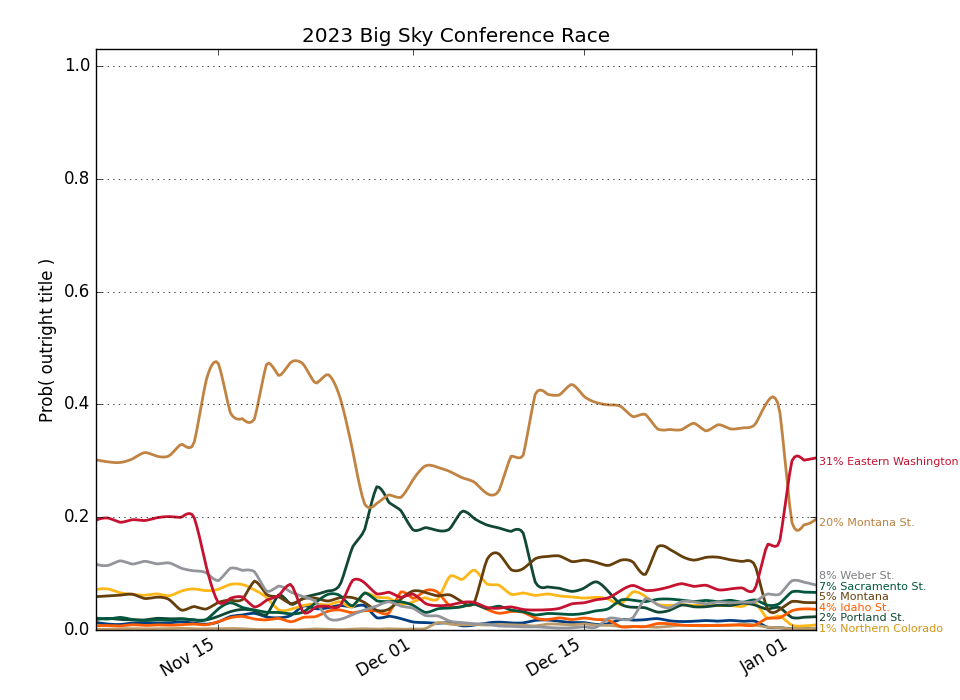 2023 Big Sky Conference Race
Prob( outright title )
1.0
0.8
0.6
0.4
0.2
0.0
Nov 15
Dec 01
Dec 15
Jan 01
31% Eastern Washington
20% Montana St.
8% Weber St.
7% Sacramento St.
5% Montana
4% Idaho St.
2% Portland St.
1% Northern Colorado